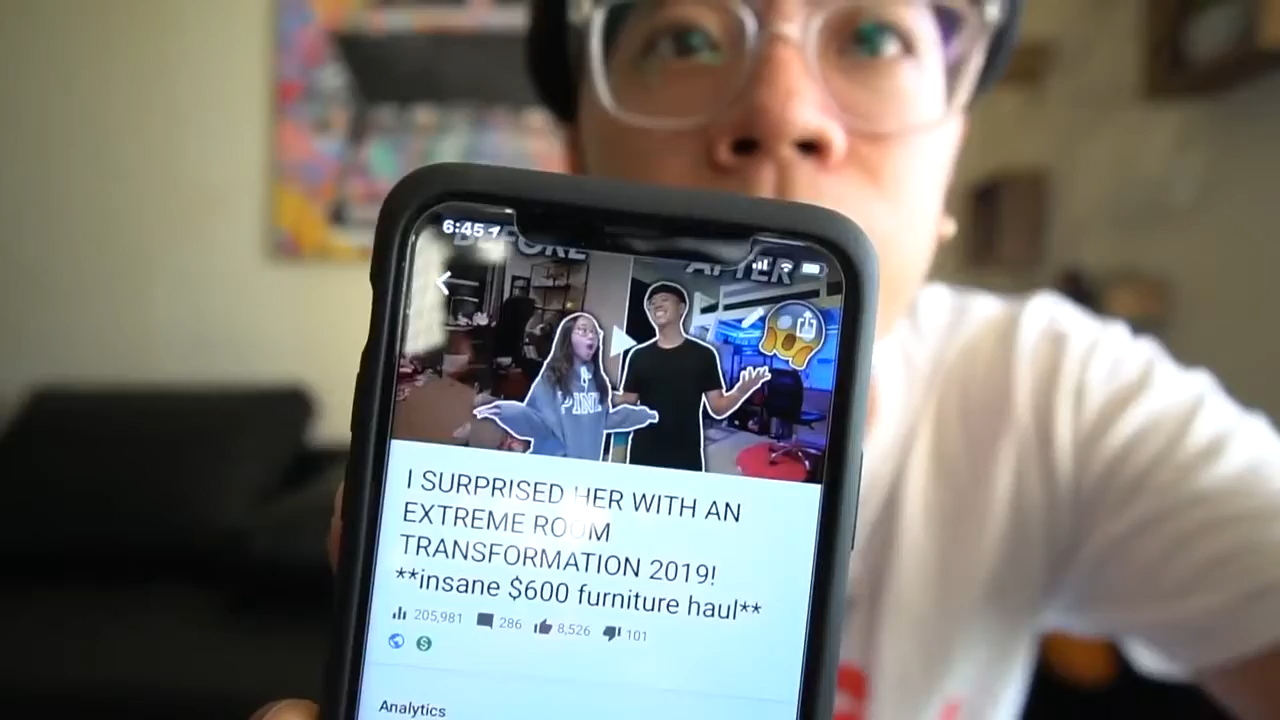 6:45
BEFORE
AFTER
PINK
I SURPRISED HER WITH AN
EXTREME ROOM
TRANSFORMATION 2019!
**insane $600 furniture haul**
205,981 286 8,526 101
Analytics